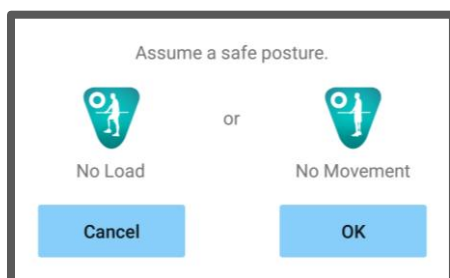 Assume a safe posture.
or
No Load
No Movement
Cancel
OK